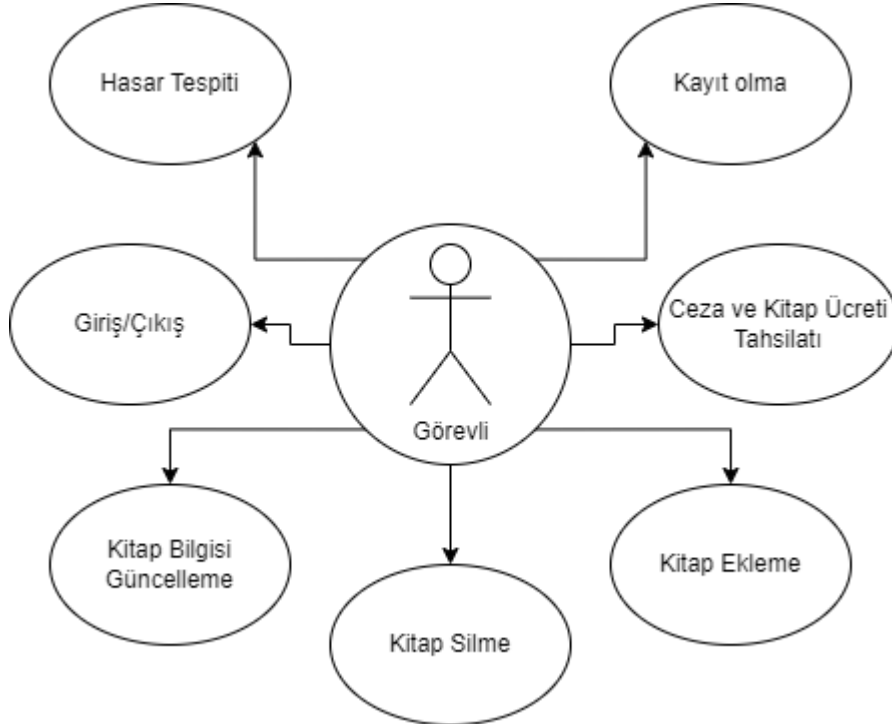 Hasar Tespiti
Kayıt olma
Giriş/Çıkış
Ceza ve Kitap Ücreti
Tahsilatı
Görevli
Kitap Bilgisi
Güncelleme
Kitap Silme
Kitap Ekleme